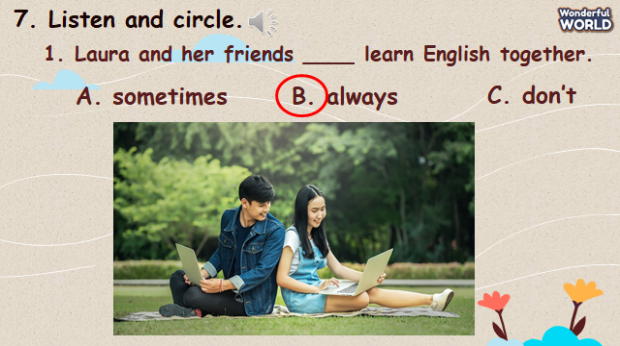 7. Listen and circle.
Wonderful
WORLD
1. Laura and her friends ____ learn English together.
A. sometimes B. always C. don't